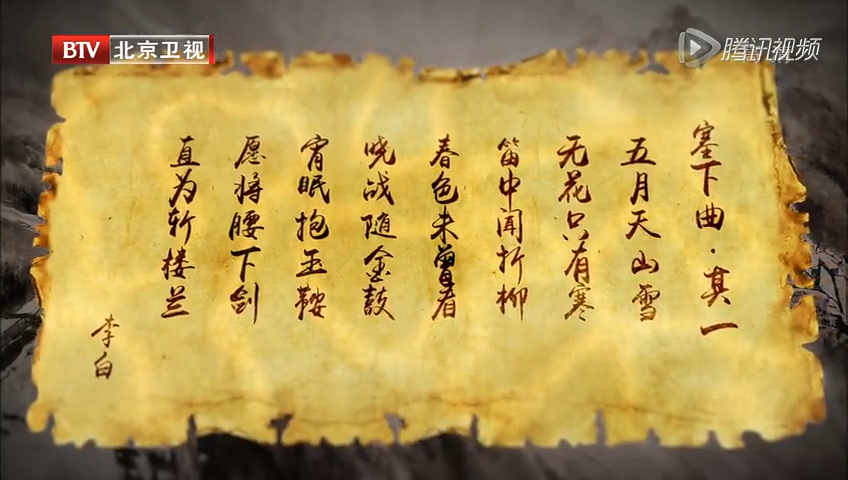 BTV 北京卫视
腾讯视频
塞下曲·其一
五月天山雪
无花只有寒
笛中闻折柳
春色未曾看
晓战随金鼓
宵眠抱玉鞍
愿将腰下剑
直为斩楼兰
李白